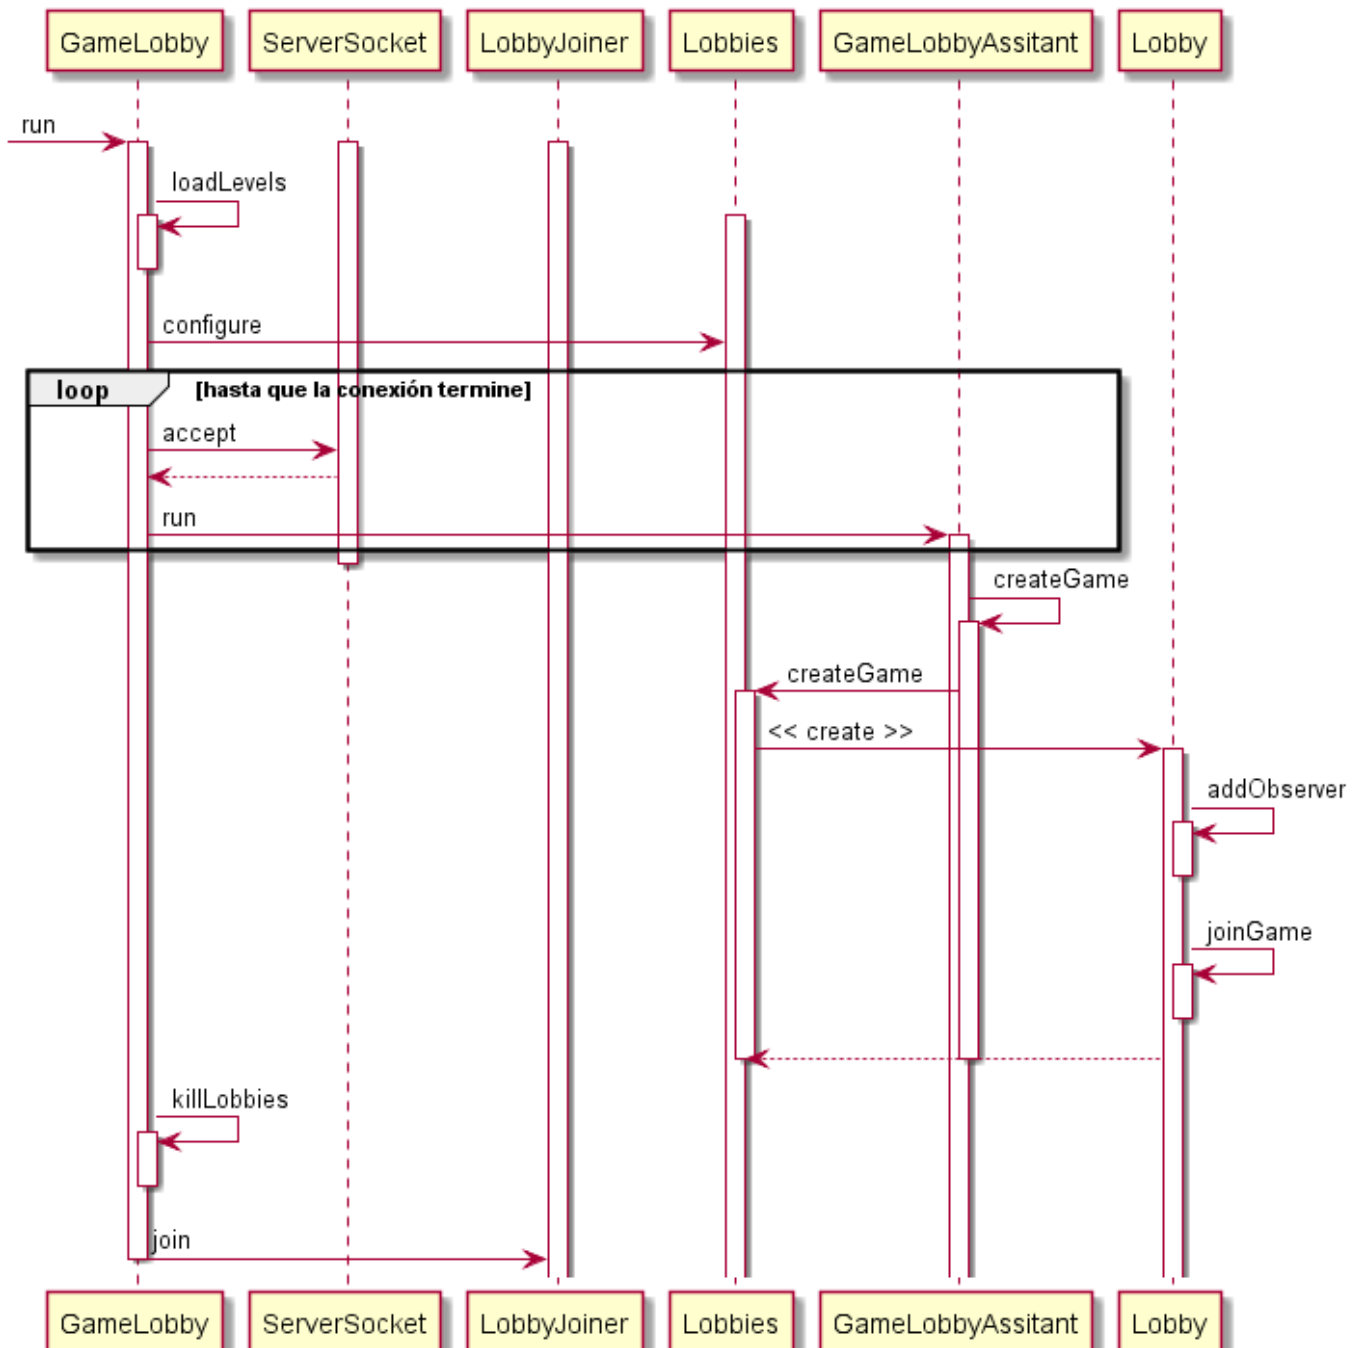 GameLobby ServerSocket LobbyJoiner Lobbies GameLobbyAssitant Lobby
run
loadLevels
configure
loop [hasta que la conexión termine]
accept
run
createGame
createGame
<< create >>
addObserver
joinGame
killLobbies
join
GameLobby ServerSocket LobbyJoiner Lobbies GameLobbyAssitant Lobby